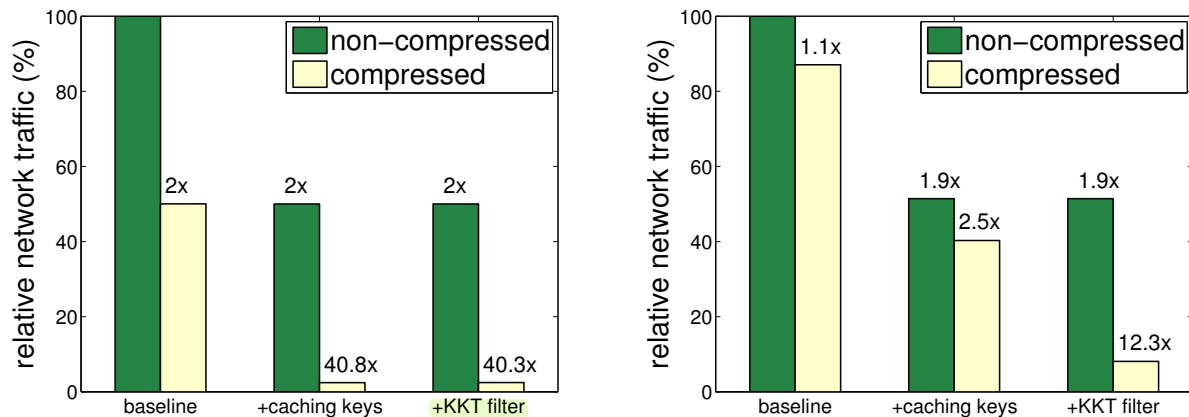 relative network traffic (%)
100
80
60
40
20
0
non−compressed
compressed
2x
2x
2x
40.8x
40.3x
baseline
+caching keys
+KKT filter
relative network traffic (%)
100
80
60
40
20
0
non−compressed
compressed
1.1x
1.9x
1.9x
2.5x
12.3x
baseline
+caching keys
+KKT filter